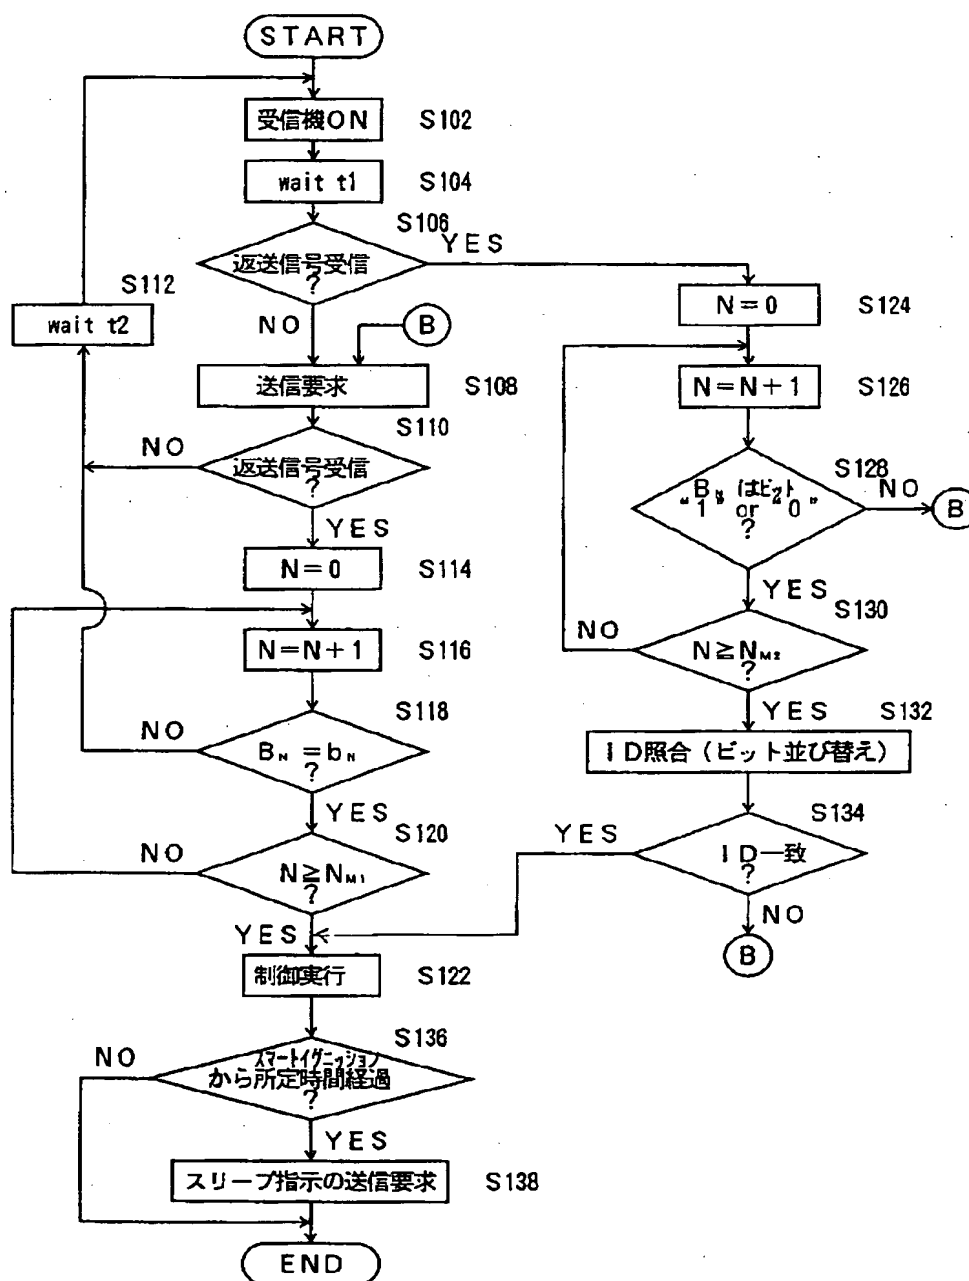 START
受信機ON
S102
wait t1
S104
S106
返送信号受信
?
YES
NO
B
S112
wait t2
送信要求
S108
S110
返送信号受信
?
NO
YES
N=0
S114
N=N+1
S116
S118
BN=bN
?
NO
YES
S120
N≧NM1
?
NO
YES
制御実行
S122
S136
スマートイグニッション
から所定時間経過
?
NO
YES
スリープ指示の送信要求
S138
END
N=0
S124
N=N+1
S126
S128
BNはビット
"1" or "0"
?
NO
B
YES
S130
N≧NM2
?
NO
YES
S132
ID照合(ビット並び替え)
S134
ID一致
?
YES
NO
B